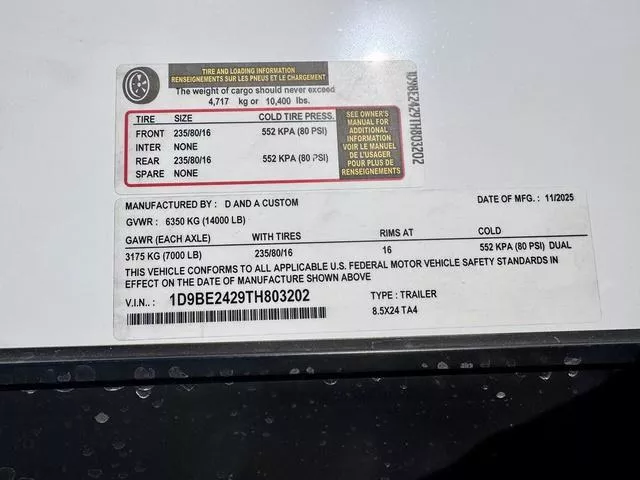 TIRE AND LOADING INFORMATION
RENSEIGNEMENTS SUR LES PNEUS ET LE CHARGEMENT
The weight of cargo should never exceed
4,717 kg or 10,400 lbs.
TIRE SIZE COLD TIRE PRESS.
FRONT 235/80/16 552 KPA (80 PSI)
INTER NONE
REAR 235/80/16 552 KPA (80 PSI)
SPARE NONE
SEE OWNER'S
MANUAL FOR
ADDITIONAL
INFORMATION
VOIR LE MANUEL
DE L'USAGER
POUR PLUS DE
RENSEIGNEMENTS
1D9BE2429TH803202
MANUFACTURED BY : D AND A CUSTOM DATE OF MFG. : 11/2025
GVWR : 6350 KG (14000 LB)
GAWR (EACH AXLE) WITH TIRES RIMS AT COLD
3175 KG (7000 LB) 235/80/16 16 552 KPA (80 PSI) DUAL
THIS VEHICLE CONFORMS TO ALL APPLICABLE U.S. FEDERAL MOTOR VEHICLE SAFETY STANDARDS IN
EFFECT ON THE DATE OF MANUFACTURE SHOWN ABOVE
V.I.N.. : 1D9BE2429TH803202 TYPE : TRAILER
8.5X24 TA4